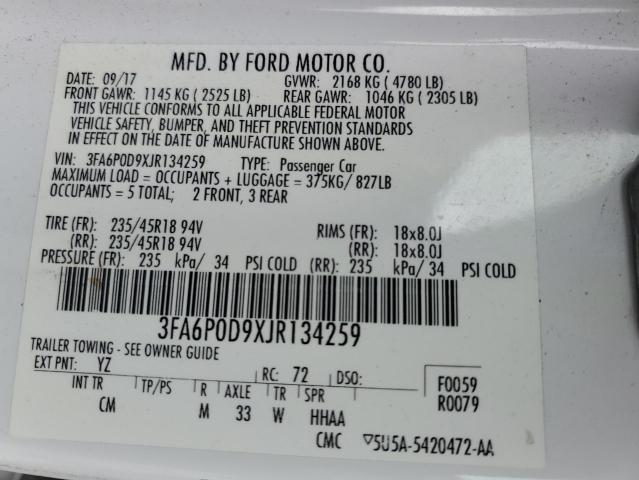 MFD. BY FORD MOTOR CO.
DATE: 09/17 GVWR: 2168 KG ( 4780 LB)
FRONT GAWR: 1145 KG ( 2525 LB) REAR GAWR: 1046 KG ( 2305 LB)
THIS VEHICLE CONFORMS TO ALL APPLICABLE FEDERAL MOTOR
VEHICLE SAFETY, BUMPER, AND THEFT PREVENTION STANDARDS
IN EFFECT ON THE DATE OF MANUFACTURE SHOWN ABOVE.
VIN: 3FA6P0D9XJR134259 TYPE: Passenger Car
MAXIMUM LOAD = OCCUPANTS + LUGGAGE = 375KG/ 827LB
OCCUPANTS = 5 TOTAL; 2 FRONT, 3 REAR
TIRE (FR): 235/45R18 94V RIMS (FR): 18x8.0J
(RR): 235/45R18 94V (RR): 18x8.0J
PRESSURE (FR): 235 kPa/ 34 PSI COLD (RR): 235 kPa/ 34 PSI COLD
3FA6P0D9XJR134259
TRAILER TOWING - SEE OWNER GUIDE
EXT PNT: YZ RC: 72 DSO: F0059
INT TR TP/PS R AXLE TR SPR R0079
CM M 33 W HHAA
CMC ▽5U5A-5420472-AA